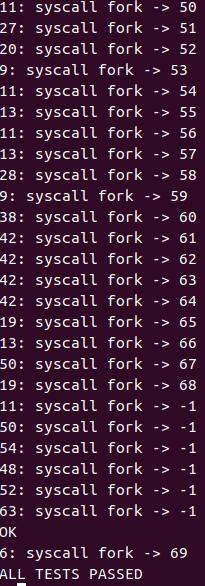 11: syscall fork -> 50
27: syscall fork -> 51
20: syscall fork -> 52
9: syscall fork -> 53
11: syscall fork -> 54
13: syscall fork -> 55
11: syscall fork -> 56
13: syscall fork -> 57
28: syscall fork -> 58
9: syscall fork -> 59
38: syscall fork -> 60
42: syscall fork -> 61
42: syscall fork -> 62
42: syscall fork -> 63
42: syscall fork -> 64
19: syscall fork -> 65
13: syscall fork -> 66
50: syscall fork -> 67
19: syscall fork -> 68
11: syscall fork -> -1
50: syscall fork -> -1
54: syscall fork -> -1
48: syscall fork -> -1
52: syscall fork -> -1
63: syscall fork -> -1
OK
6: syscall fork -> 69
ALL TESTS PASSED